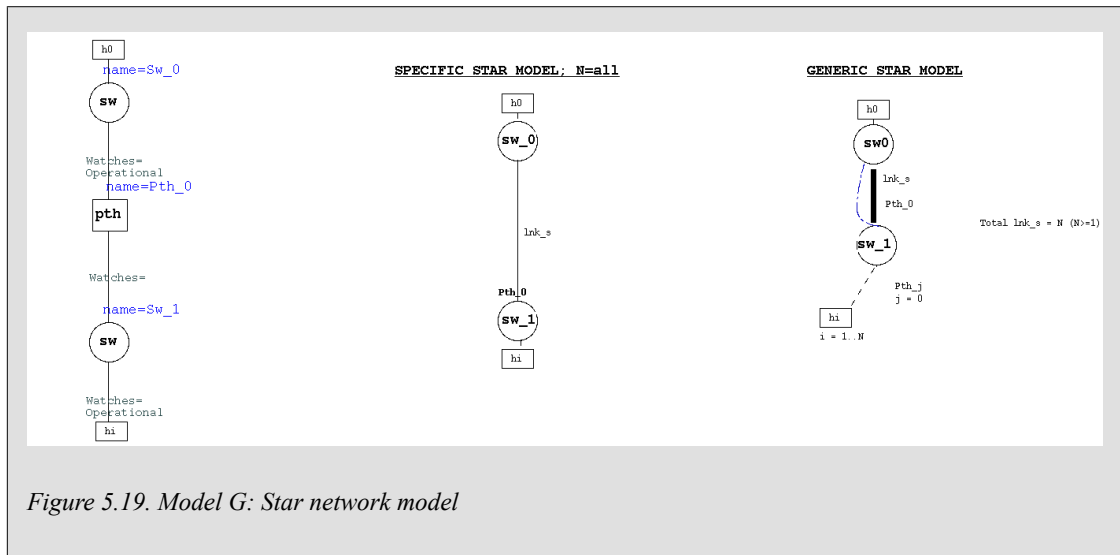 h0
name=Sw_0
sw
Watches=
Operational
name=Pth_0
pth
Watches=
name=Sw_1
sw
Watches=
Operational
hi
SPECIFIC STAR MODEL; N=all
h0
sw_0
lnk_s
Pth_0
sw_1
hi
GENERIC STAR MODEL
h0
sw0
lnk_s
Pth_0
Total lnk_s = N (N>=1)
sw_1
Pth_j
j = 0
hi
i = 1..N
Figure 5.19. Model G: Star network model